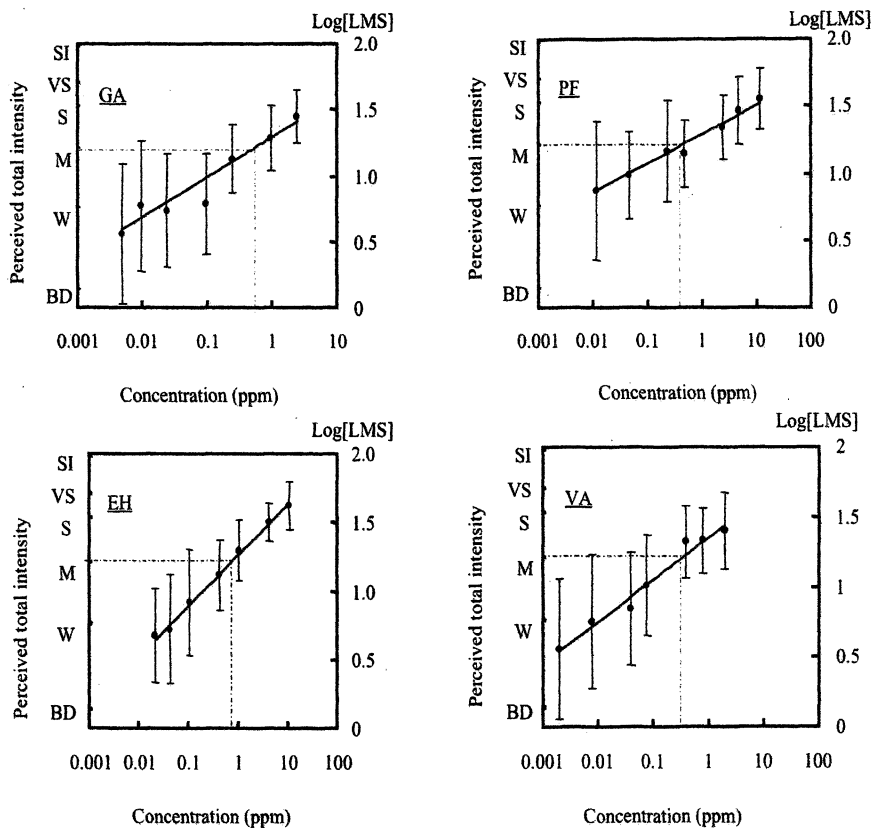 Log[LMS]
SI
VS
S
M
W
BD
GA
Perceived total intensity
2.0
1.5
1.0
0.5
0
0.001 0.01 0.1 1 10
Concentration (ppm)
Log[LMS]
SI
VS
S
M
W
BD
PF
Perceived total intensity
2.0
1.5
1.0
0.5
0
0.001 0.01 0.1 1 10 100
Concentration (ppm)
Log[LMS]
SI
VS
S
M
W
BD
EH
Perceived total intensity
2.0
1.5
1.0
0.5
0
0.001 0.01 0.1 1 10 100
Concentration (ppm)
Log[LMS]
SI
VS
S
M
W
BD
VA
Perceived total intensity
2
1.5
1
0.5
0
0.001 0.01 0.1 1 10 100
Concentration (ppm)